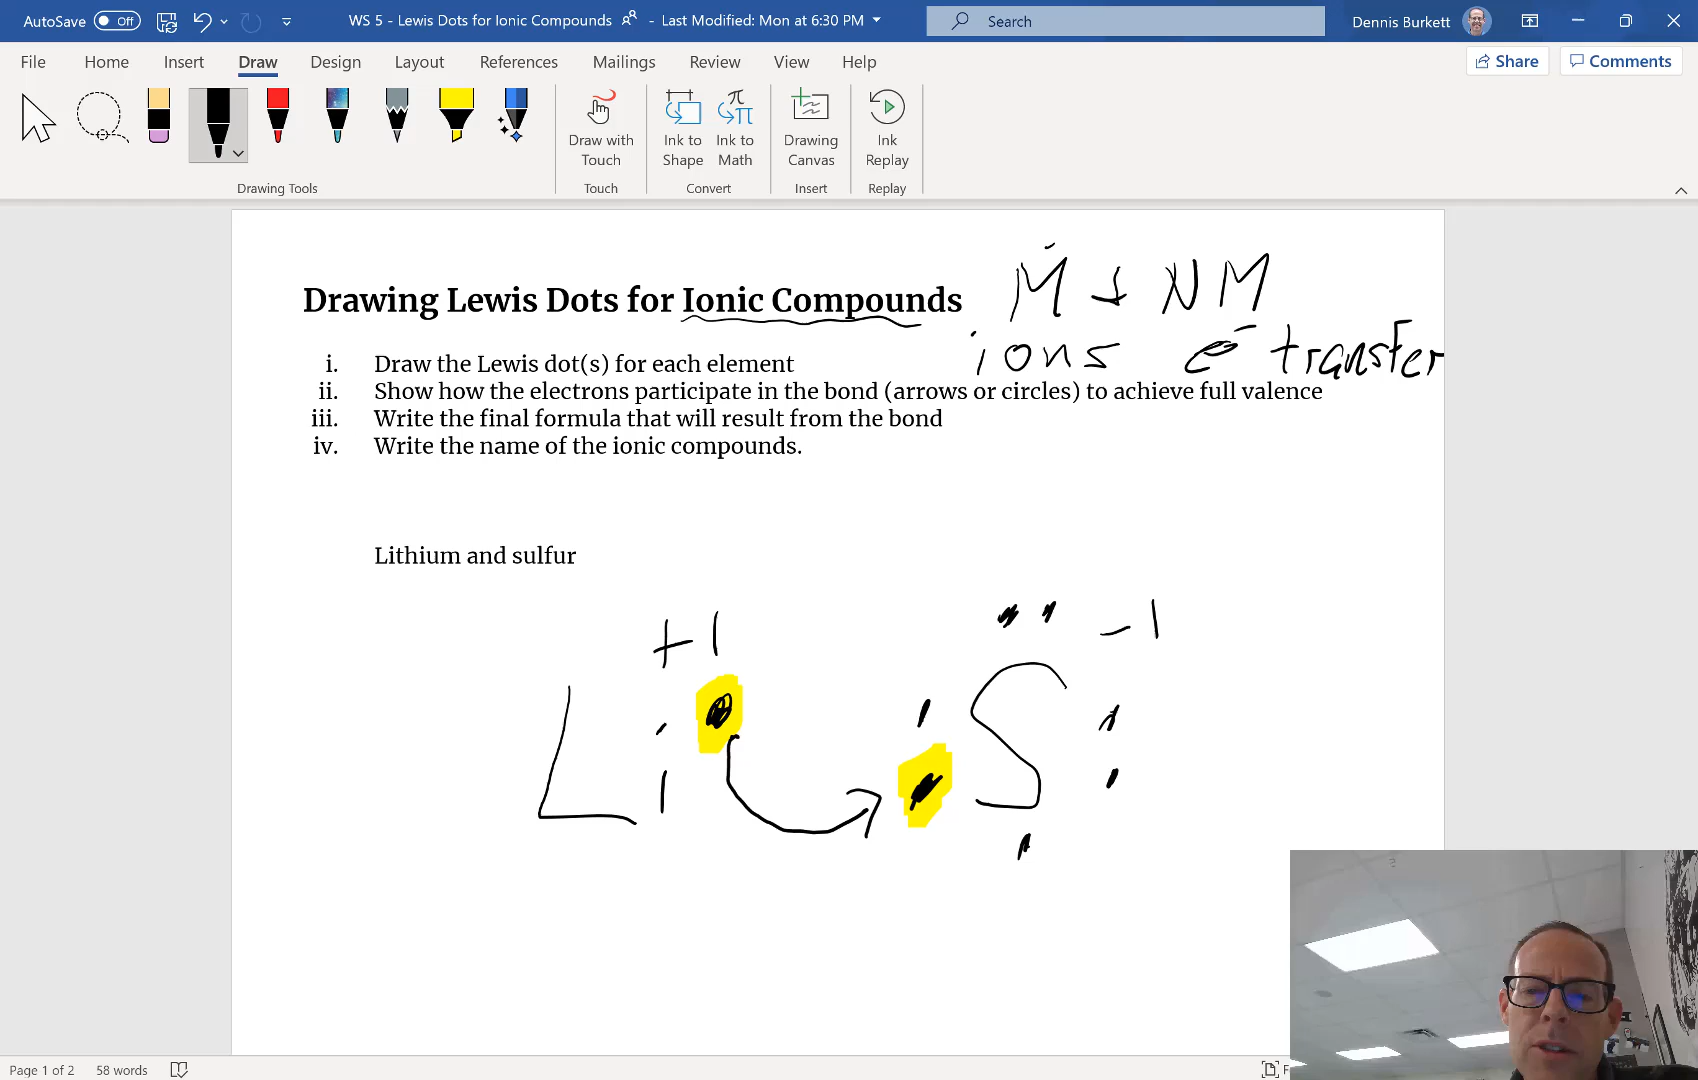 AutoSave Off WS 5 - Lewis Dots for Ionic Compounds - Last Modified: Mon at 6:30 PM Search Dennis Burkett
File Home Insert Draw Design Layout References Mailings Review View Help Share Comments
Draw with Touch
Ink to Shape
Ink to Math
Drawing Canvas
Ink Replay
Drawing Tools Touch Convert Insert Replay
M + NM
Drawing Lewis Dots for Ionic Compounds
ions e⁻ transfer
i. Draw the Lewis dot(s) for each element
ii. Show how the electrons participate in the bond (arrows or circles) to achieve full valence
iii. Write the final formula that will result from the bond
iv. Write the name of the ionic compounds.
Lithium and sulfur
+1 -1
Li S
Page 1 of 2 58 words